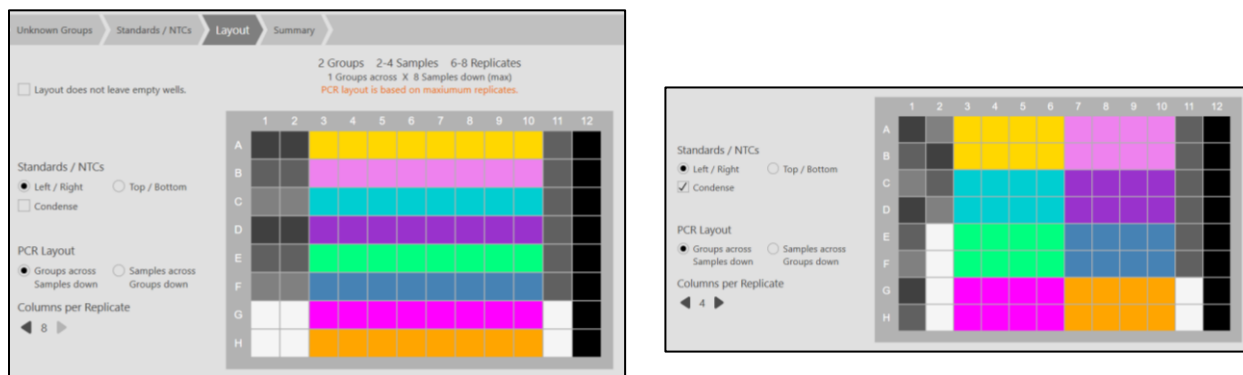 Unknown Groups Standards / NTCs Layout Summary
2 Groups 2-4 Samples 6-8 Replicates
1 Groups across X 8 Samples down (max)
PCR layout is based on maxiumum replicates.
Layout does not leave empty wells.
1 2 3 4 5 6 7 8 9 10 11 12
A
B
C
D
E
F
G
H
Standards / NTCs
Left / Right Top / Bottom
Condense
PCR Layout
Groups across Samples across
Samples down Groups down
Columns per Replicate
8
1 2 3 4 5 6 7 8 9 10 11 12
A
B
C
D
E
F
G
H
Standards / NTCs
Left / Right Top / Bottom
Condense
PCR Layout
Groups across Samples across
Samples down Groups down
Columns per Replicate
4